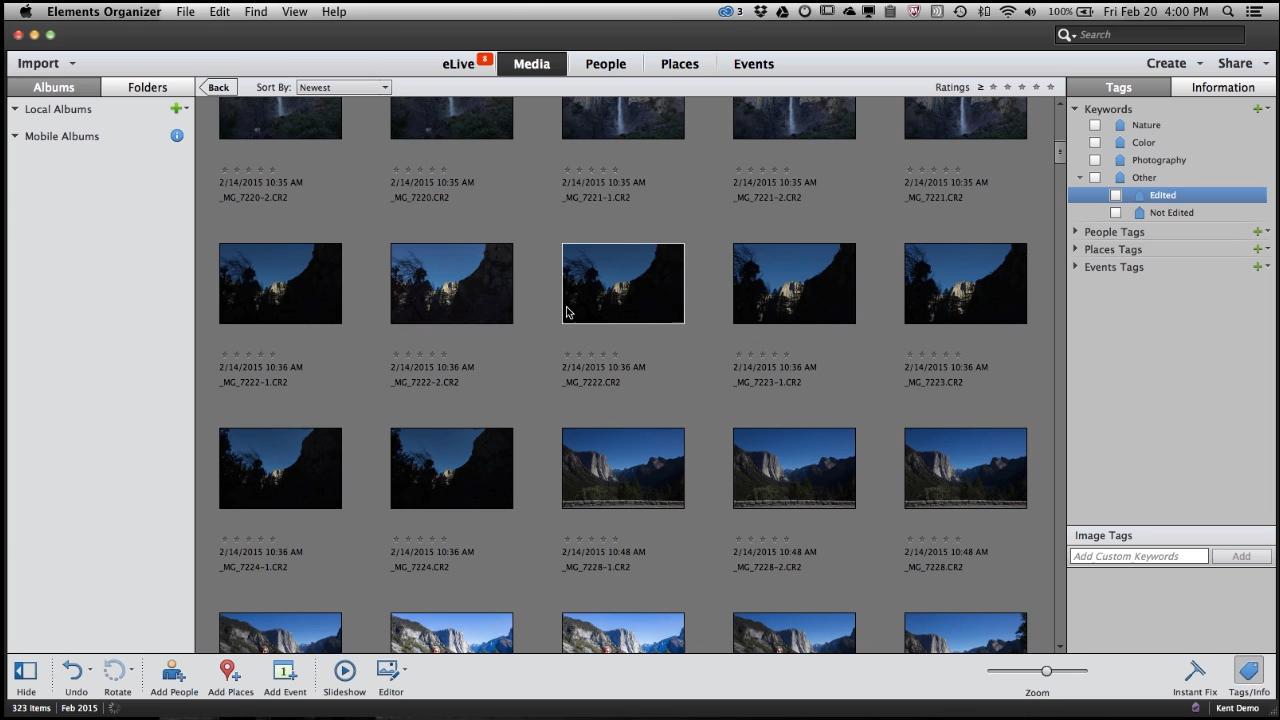 Elements Organizer File Edit Find View Help 3 100% Fri Feb 20 4:00 PM
Search
Import eLive 8 Media People Places Events Create Share
Albums Folders Back Sort By: Newest Ratings ≥ Tags Information
Local Albums
Mobile Albums
Keywords
Nature
Color
Photography
Other
Edited
Not Edited
People Tags
Places Tags
Events Tags
2/14/2015 10:35 AM 2/14/2015 10:35 AM 2/14/2015 10:35 AM 2/14/2015 10:35 AM 2/14/2015 10:35 AM
_MG_7220-2.CR2 _MG_7220.CR2 _MG_7221-1.CR2 _MG_7221-2.CR2 _MG_7221.CR2
2/14/2015 10:36 AM 2/14/2015 10:36 AM 2/14/2015 10:36 AM 2/14/2015 10:36 AM 2/14/2015 10:36 AM
_MG_7222-1.CR2 _MG_7222-2.CR2 _MG_7222.CR2 _MG_7223-1.CR2 _MG_7223.CR2
2/14/2015 10:36 AM 2/14/2015 10:36 AM 2/14/2015 10:48 AM 2/14/2015 10:48 AM 2/14/2015 10:48 AM
_MG_7224-1.CR2 _MG_7224.CR2 _MG_7228-1.CR2 _MG_7228-2.CR2 _MG_7228.CR2
Image Tags
Add Custom Keywords Add
Hide Undo Rotate Add People Add Places 1 Add Event Slideshow Editor Zoom Instant Fix Tags/Info
323 Items Feb 2015 Kent Demo